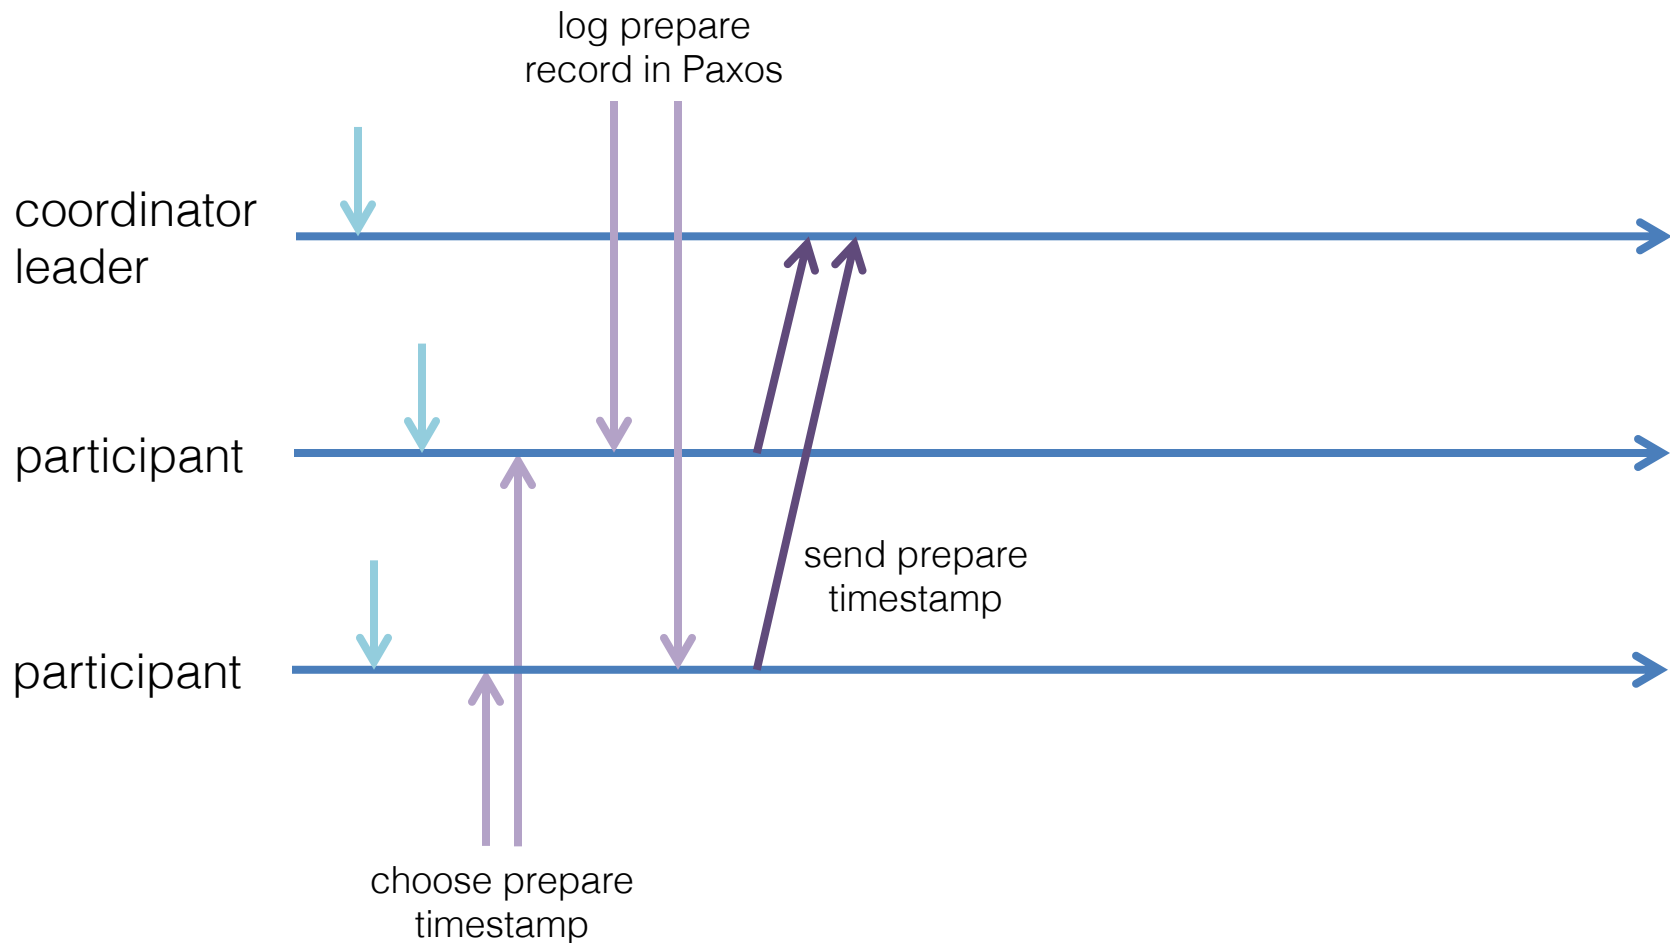 log prepare
record in Paxos
coordinator
leader
participant
send prepare
timestamp
participant
choose prepare
timestamp